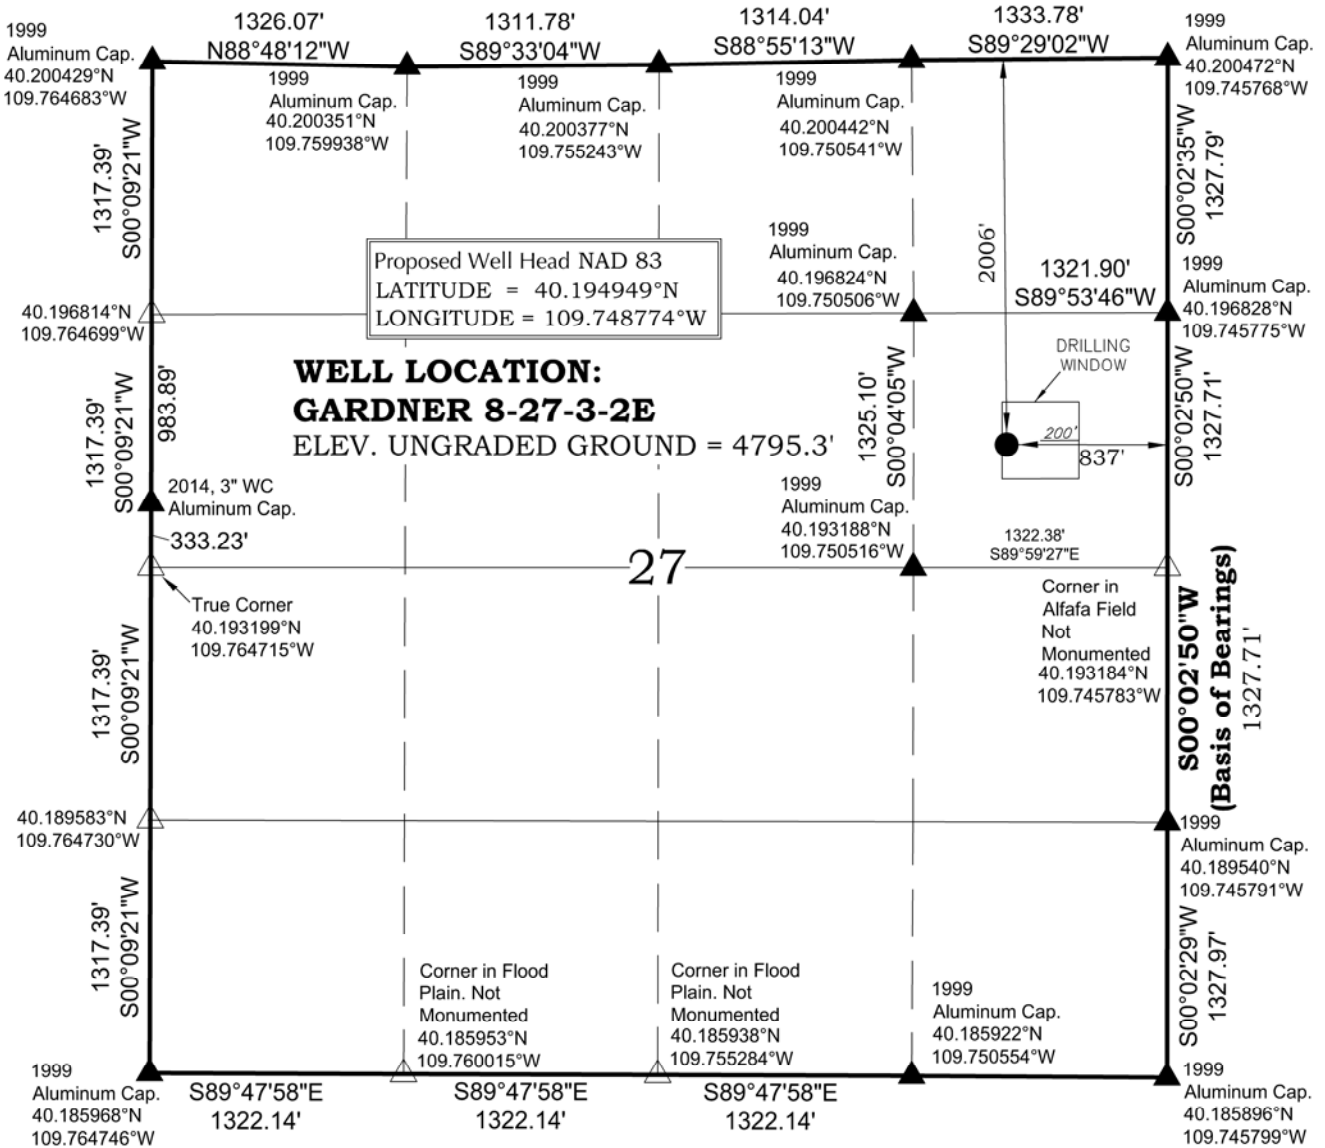 1999
Aluminum Cap.
40.200429°N
109.764683°W
1326.07'
N88°48'12"W
1311.78'
S89°33'04"W
1314.04'
S88°55'13"W
1333.78'
S89°29'02"W
1999
Aluminum Cap.
40.200472°N
109.745768°W
1999
Aluminum Cap.
40.200351°N
109.759938°W
1999
Aluminum Cap.
40.200377°N
109.755243°W
1999
Aluminum Cap.
40.200442°N
109.750541°W
1317.39'
S00°09'21"W
S00°02'35"W
1327.79'
2006'
Proposed Well Head NAD 83
LATITUDE = 40.194949°N
LONGITUDE = 109.748774°W
1999
Aluminum Cap.
40.196824°N
109.750506°W
1321.90'
S89°53'46"W
1999
Aluminum Cap.
40.196828°N
109.745775°W
40.196814°N
109.764699°W
WELL LOCATION:
GARDNER 8-27-3-2E
ELEV. UNGRADED GROUND = 4795.3'
1317.39'
S00°09'21"W
983.89'
1325.10'
S00°04'05"W
DRILLING
WINDOW
200'
837'
S00°02'50"W
1327.71'
2014, 3" WC
Aluminum Cap.
333.23'
1999
Aluminum Cap.
40.193188°N
109.750516°W
1322.38'
S89°59'27"E
27
True Corner
40.193199°N
109.764715°W
Corner in
Alfafa Field
Not
Monumented
40.193184°N
109.745783°W
1317.39'
S00°09'21"W
S00°02'50"W
(Basis of Bearings)
1327.71'
40.189583°N
109.764730°W
1999
Aluminum Cap.
40.189540°N
109.745791°W
1317.39'
S00°09'21"W
S00°02'29"W
1327.97'
Corner in Flood
Plain. Not
Monumented
40.185953°N
109.760015°W
Corner in Flood
Plain. Not
Monumented
40.185938°N
109.755284°W
1999
Aluminum Cap.
40.185922°N
109.750554°W
1999
Aluminum Cap.
40.185968°N
109.764746°W
S89°47'58"E
1322.14'
S89°47'58"E
1322.14'
S89°47'58"E
1322.14'
1999
Aluminum Cap.
40.185896°N
109.745799°W